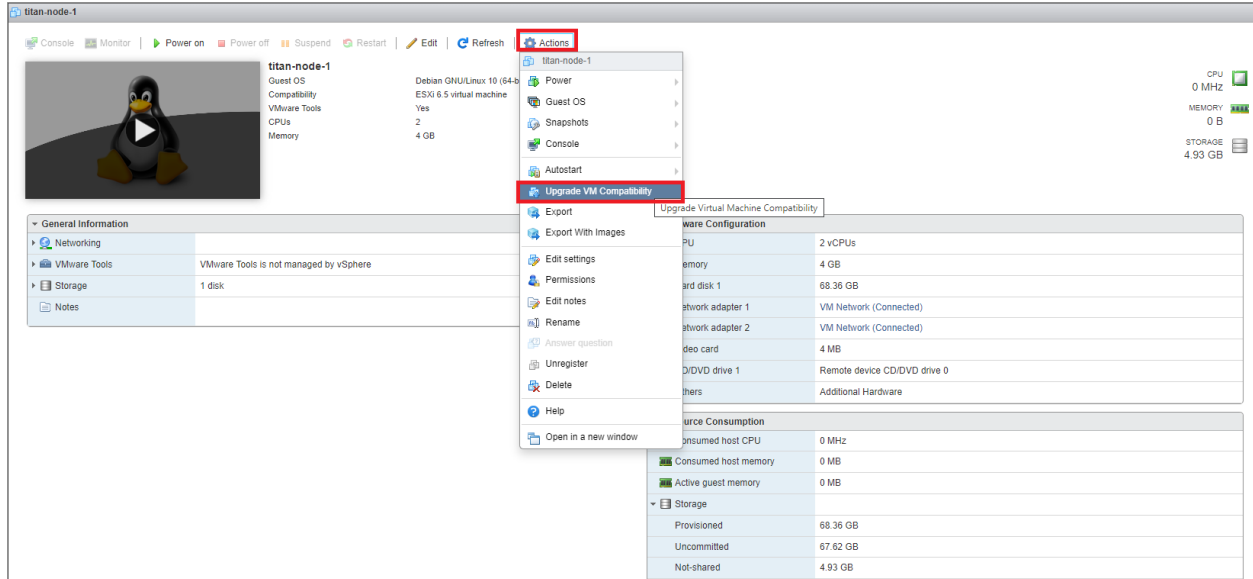 titan-node-1
Console Monitor Power on Power off Suspend Restart Edit Refresh Actions
titan-node-1
Guest OS Debian GNU/Linux 10 (64-b
Compatibility ESXi 6.5 virtual machine
VMware Tools Yes
CPUs 2
Memory 4 GB
CPU
0 MHz
MEMORY
0 B
STORAGE
4.93 GB
titan-node-1
Power
Guest OS
Snapshots
Console
Autostart
Upgrade VM Compatibility
Upgrade Virtual Machine Compatibility
Export
Export With Images
Edit settings
Permissions
Edit notes
Rename
Answer question
Unregister
Delete
Help
Open in a new window
General Information
Networking
VMware Tools VMware Tools is not managed by vSphere
Storage 1 disk
Notes
ware Configuration
PU 2 vCPUs
emory 4 GB
ard disk 1 68.36 GB
etwork adapter 1 VM Network (Connected)
etwork adapter 2 VM Network (Connected)
deo card 4 MB
D/DVD drive 1 Remote device CD/DVD drive 0
thers Additional Hardware
urce Consumption
onsumed host CPU 0 MHz
Consumed host memory 0 MB
Active guest memory 0 MB
Storage
Provisioned 68.36 GB
Uncommitted 67.62 GB
Not-shared 4.93 GB